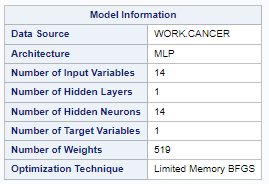 Model Information
Data Source WORK.CANCER
Architecture MLP
Number of Input Variables 14
Number of Hidden Layers 1
Number of Hidden Neurons 14
Number of Target Variables 1
Number of Weights 519
Optimization Technique Limited Memory BFGS